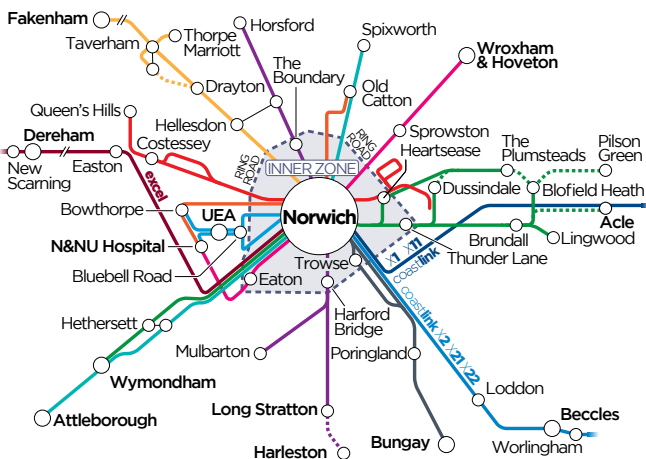 Fakenham
Taverham
Thorpe
Marriott
Horsford
Spixworth
Wroxham
& Hoveton
The
Boundary
Drayton
Old
Catton
Queen's Hills
Hellesdon
RING
ROAD
Sprowston
Heartsease
Dereham
Costessey
RING
ROAD
INNER ZONE
The
Plumsteads
Pilson
Green
New
Scarning
Easton
excel
Dussindale
Blofield Heath
Bowthorpe
UEA
Norwich
Acle
N&NU Hospital
Brundall
Lingwood
Bluebell Road
Trowse
X1 X11
coastlink
Thunder Lane
Eaton
Hethersett
Harford
Bridge
coastlink X2 X21 X22
Mulbarton
Poringland
Wymondham
Loddon
Attleborough
Long Stratton
Beccles
Harleston
Bungay
Worlingham